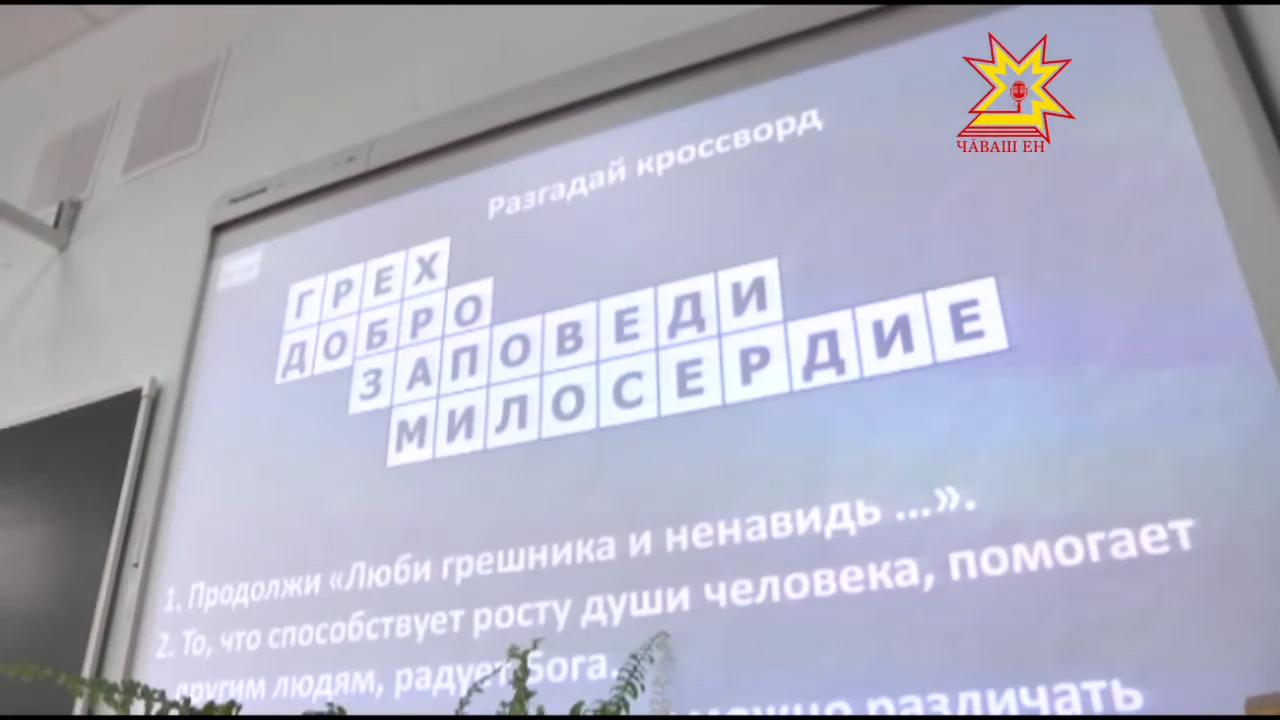 ЧӐВАШ ЕН
Разгадай кроссворд
ГРЕХ
ДОБРО
ЗАПОВЕДИ
МИЛОСЕРДИЕ
1. Продолжи «Люби грешника и ненавидь ...».
2. То, что способствует росту души человека, помогает
другим людям, радует Бога.
различать